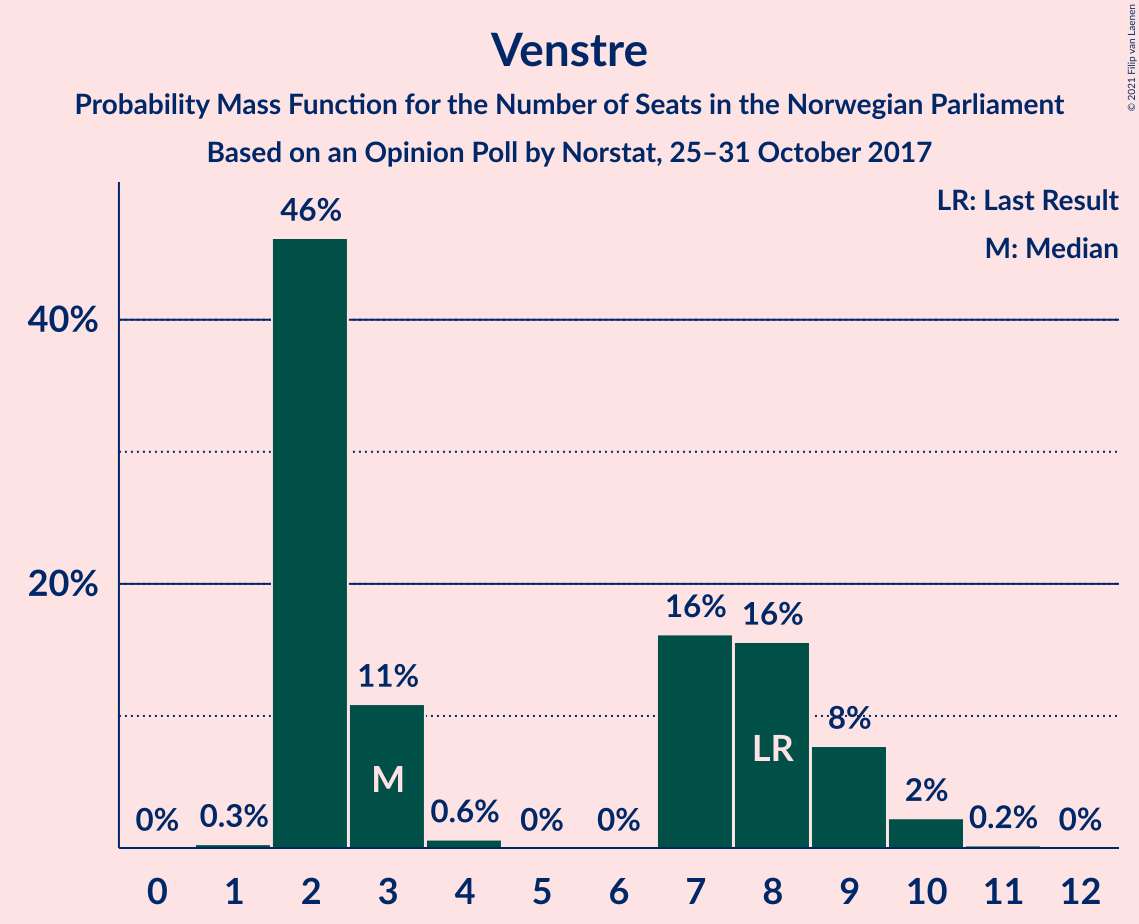 Venstre
Probability Mass Function for the Number of Seats in the Norwegian Parliament
Based on an Opinion Poll by Norstat, 25–31 October 2017
© 2021 Filip van Laenen
LR: Last Result
M: Median
40%
20%
0%
0.3%
46%
11%
0.6%
0%
0%
16%
16%
8%
2%
0.2%
0%
M
LR
0 1 2 3 4 5 6 7 8 9 10 11 12